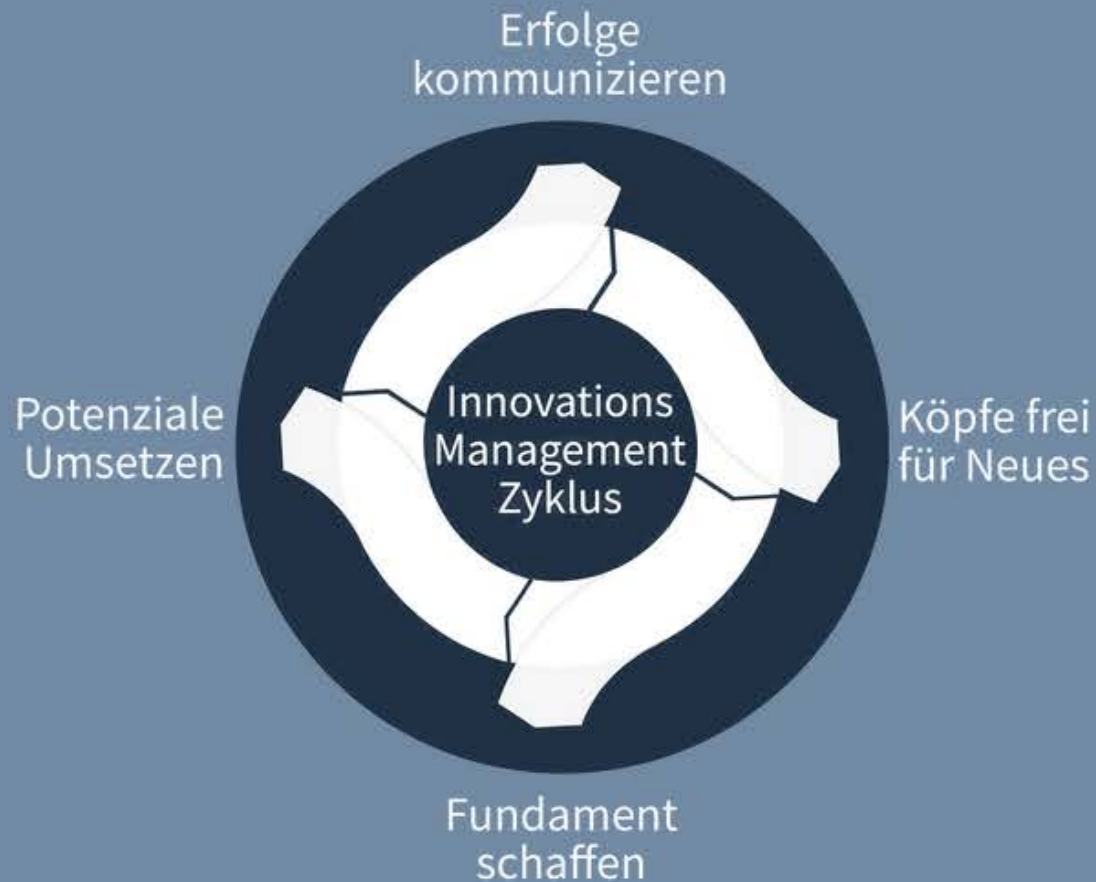 Erfolge
kommunizieren
Potenziale
Umsetzen
Innovations
Management
Zyklus
Köpfe frei
für Neues
Fundament
schaffen